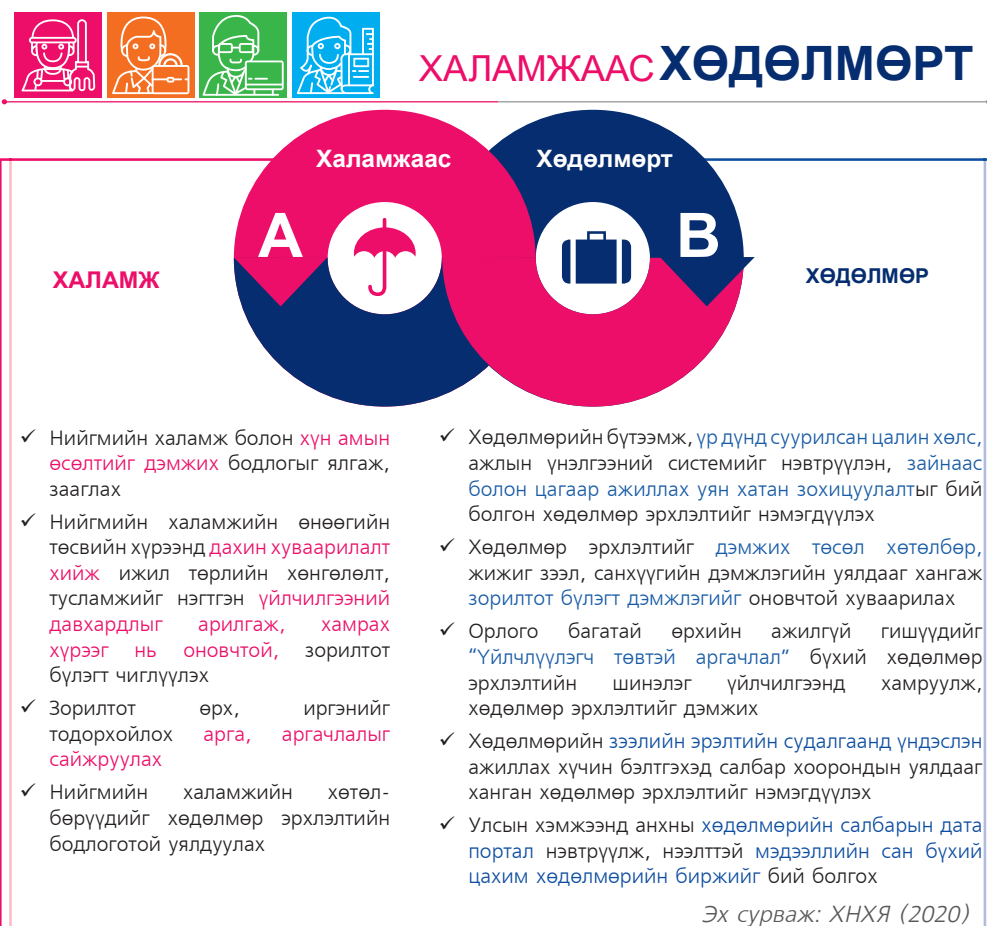 ХАЛАМЖААС ХӨДӨЛМӨРТ
Халамжаас
Хөдөлмөрт
A
B
ХАЛАМЖ
ХӨДӨЛМӨР
✓ Нийгмийн халамж болон хүн амын
өсөлтийг дэмжих бодлогыг ялгаж,
зааглах
✓ Нийгмийн халамжийн өнөөгийн
төсвийн хүрээнд дахин хуваарилалт
хийж ижил төрлийн хөнгөлөлт,
тусламжийг нэгтгэн үйлчилгээний
давхардлыг арилгаж, хамрах
хүрээг нь оновчтой, зорилтот
бүлэгт чиглүүлэх
✓ Зорилтот өрх, иргэнийг
тодорхойлох арга, аргачлалыг
сайжруулах
✓ Нийгмийн халамжийн хөтөл-
бөрүүдийг хөдөлмөр эрхлэлтийн
бодлоготой уялдуулах
✓ Хөдөлмөрийн бүтээмж, үр дүнд суурилсан цалин хөлс,
ажлын үнэлгээний системийг нэвтрүүлэн, зайнаас
болон цагаар ажиллах уян хатан зохицуулалтыг бий
болгон хөдөлмөр эрхлэлтийг нэмэгдүүлэх
✓ Хөдөлмөр эрхлэлтийг дэмжих төсөл хөтөлбөр,
жижиг зээл, санхүүгийн дэмжлэгийн уялдааг хангаж
зорилтот бүлэгт дэмжлэгийг оновчтой хуваарилах
✓ Орлого багатай өрхийн ажилгүй гишүүдийг
“Үйлчлүүлэгч төвтэй аргачлал” бүхий хөдөлмөр
эрхлэлтийн шинэлэг үйлчилгээнд хамруулж,
хөдөлмөр эрхлэлтийг дэмжих
✓ Хөдөлмөрийн зээлийн эрэлтийн судалгаанд үндэслэн
ажиллах хүчин бэлтгэхэд салбар хоорондын уялдааг
ханган хөдөлмөр эрхлэлтийг нэмэгдүүлэх
✓ Улсын хэмжээнд анхны хөдөлмөрийн салбарын дата
портал нэвтрүүлж, нээлттэй мэдээллийн сан бүхий
цахим хөдөлмөрийн биржийг бий болгох
Эх сурваж: ХНХЯ (2020)